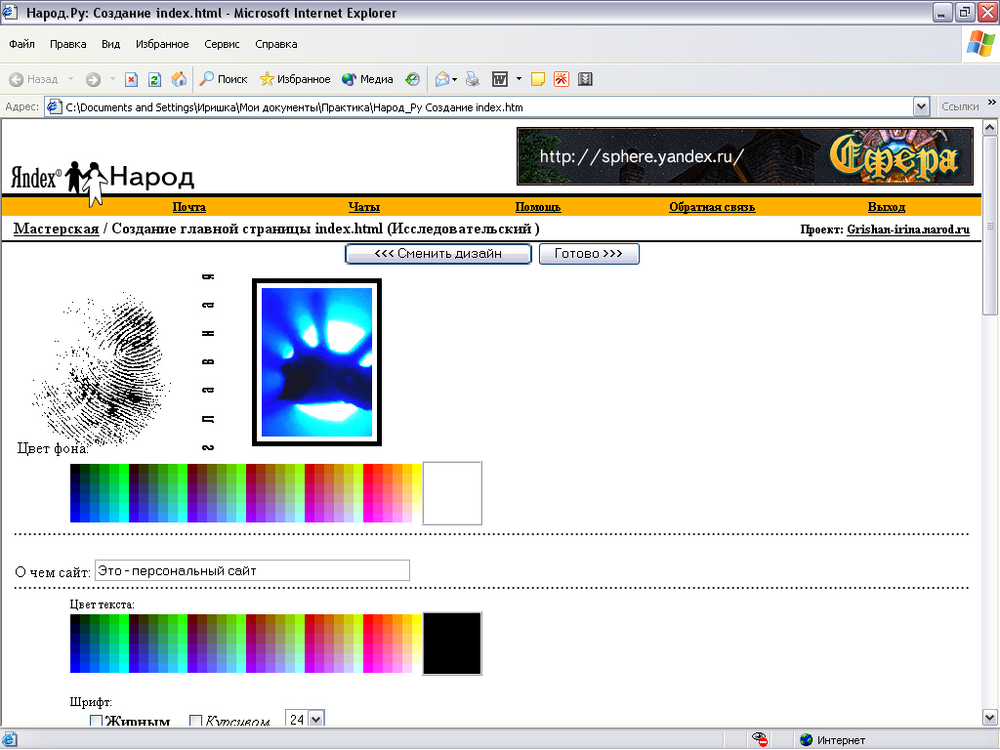 Народ.Ру: Создание index.html - Microsoft Internet Explorer
Файл Правка Вид Избранное Сервис Справка
Назад Поиск Избранное Медиа
Адрес: C:\Documents and Settings\Иришка\Мои документы\Практика\Народ_Ру Создание index.htm Ссылки
http://sphere.yandex.ru/ Сфера
Яndex® Народ
Почта Чаты Помощь Обратная связь Выход
Мастерская / Создание главной страницы index.html (Исследовательский ) Проект: Grishan-irina.narod.ru
<<< Сменить дизайн Готово >>>
г л а в н а я
Цвет фона:
О чем сайт: Это - персональный сайт
Цвет текста:
Шрифт:
Жирным Курсивом 24
Интернет